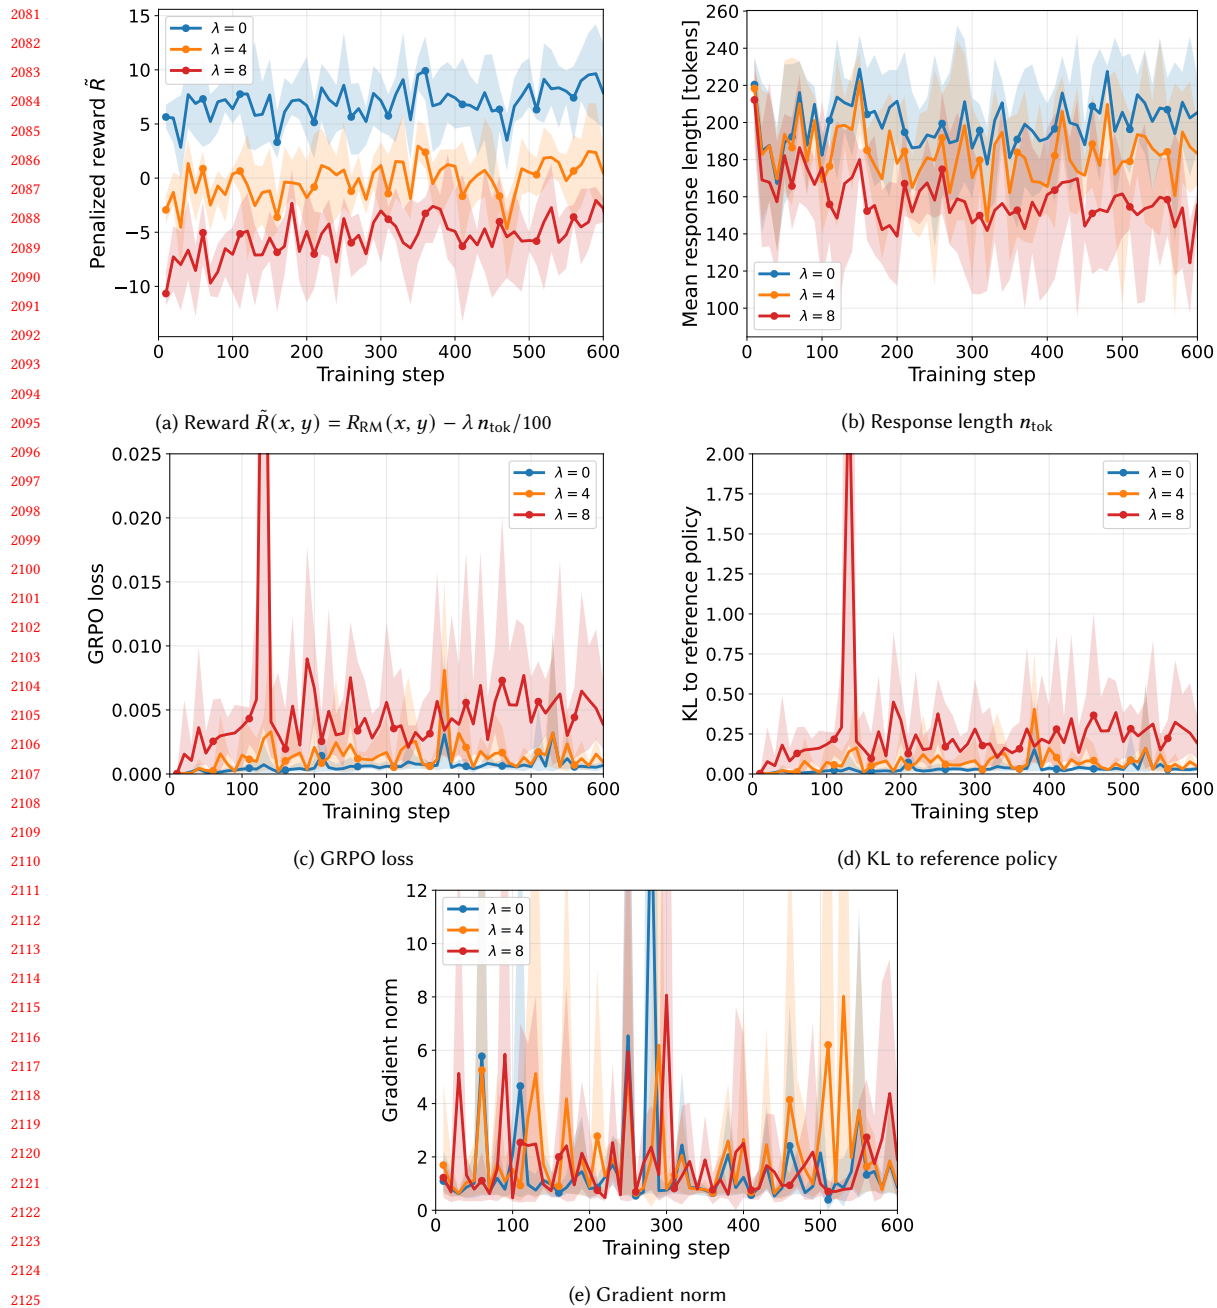 2081
2082
2083
2084
2085
2086
2087
2088
2089
2090
2091
2092
2093
2094
2095
2096
2097
2098
2099
2100
2101
2102
2103
2104
2105
2106
2107
2108
2109
2110
2111
2112
2113
2114
2115
2116
2117
2118
2119
2120
2121
2122
2123
2124
2125
15
10
5
0
−5
−10
Penalized reward R̃
λ = 0
λ = 4
λ = 8
0 100 200 300 400 500 600
Training step
(a) Reward R̃(x, y) = R_RM(x, y) − λ n_tok/100
260
240
220
200
180
160
140
120
100
Mean response length [tokens]
λ = 0
λ = 4
λ = 8
0 100 200 300 400 500 600
Training step
(b) Response length n_tok
0.025
0.020
0.015
0.010
0.005
0.000
GRPO loss
λ = 0
λ = 4
λ = 8
0 100 200 300 400 500 600
Training step
(c) GRPO loss
2.00
1.75
1.50
1.25
1.00
0.75
0.50
0.25
0.00
KL to reference policy
λ = 0
λ = 4
λ = 8
0 100 200 300 400 500 600
Training step
(d) KL to reference policy
12
10
8
6
4
2
0
Gradient norm
λ = 0
λ = 4
λ = 8
0 100 200 300 400 500 600
Training step
(e) Gradient norm